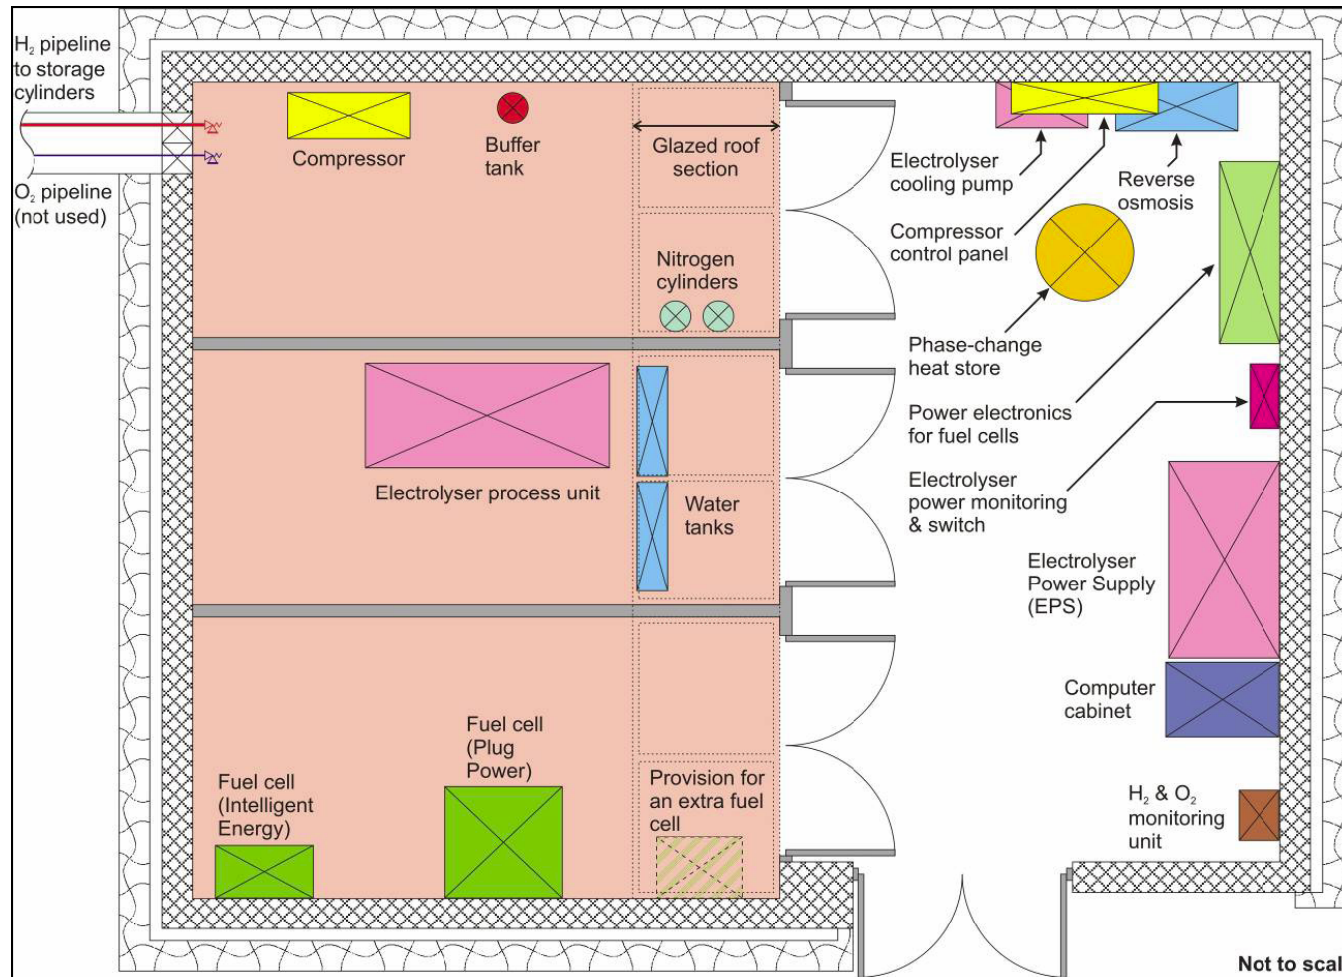 H₂ pipeline
to storage
cylinders
O₂ pipeline
(not used)
Compressor
Buffer
tank
Glazed roof
section
Nitrogen
cylinders
Electrolyser process unit
Water
tanks
Fuel cell
(Intelligent
Energy)
Fuel cell
(Plug
Power)
Provision for
an extra fuel
cell
Electrolyser
cooling pump
Reverse
osmosis
Compressor
control panel
Phase-change
heat store
Power electronics
for fuel cells
Electrolyser
power monitoring
& switch
Electrolyser
Power Supply
(EPS)
Computer
cabinet
H₂ & O₂
monitoring
unit
Not to scal